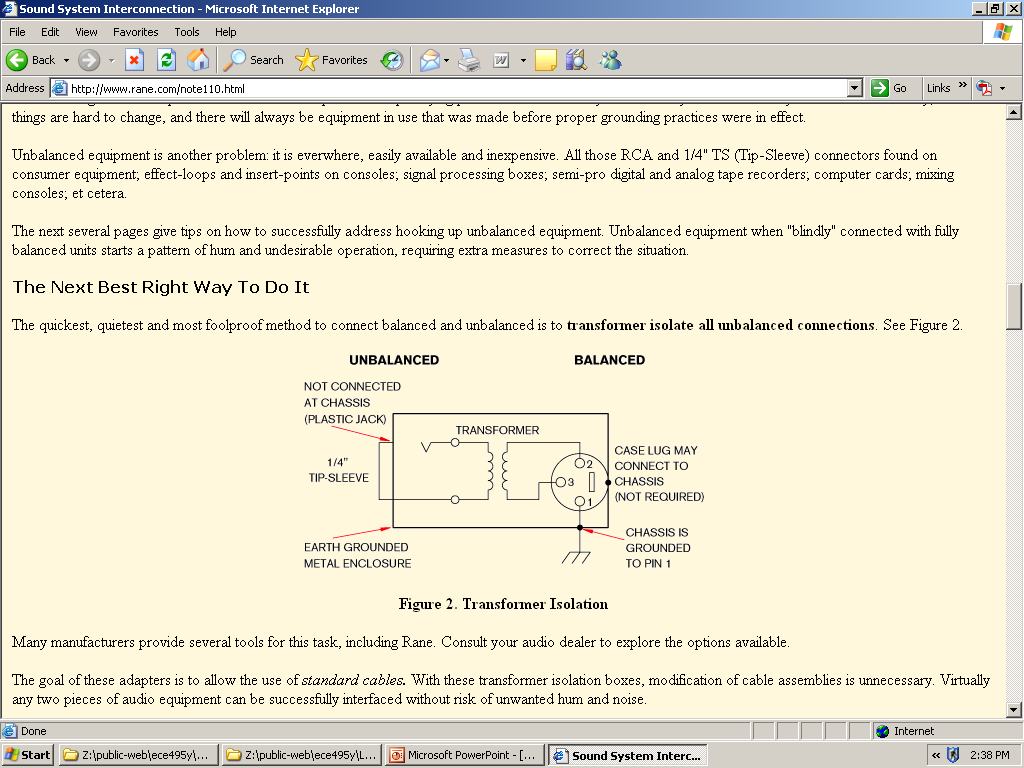 Sound System Interconnection - Microsoft Internet Explorer
File Edit View Favorites Tools Help
Back Search Favorites
Address http://www.rane.com/note110.html Go Links »
things are hard to change, and there will always be equipment in use that was made before proper grounding practices were in effect.
Unbalanced equipment is another problem: it is everwhere, easily available and inexpensive. All those RCA and 1/4" TS (Tip-Sleeve) connectors found on
consumer equipment; effect-loops and insert-points on consoles; signal processing boxes; semi-pro digital and analog tape recorders; computer cards; mixing
consoles; et cetera.
The next several pages give tips on how to successfully address hooking up unbalanced equipment. Unbalanced equipment when "blindly" connected with fully
balanced units starts a pattern of hum and undesirable operation, requiring extra measures to correct the situation.
The Next Best Right Way To Do It
The quickest, quietest and most foolproof method to connect balanced and unbalanced is to transformer isolate all unbalanced connections. See Figure 2.
UNBALANCED BALANCED
NOT CONNECTED
AT CHASSIS
(PLASTIC JACK)
TRANSFORMER
1/4"
TIP-SLEEVE
2
3
1
CASE LUG MAY
CONNECT TO
CHASSIS
(NOT REQUIRED)
EARTH GROUNDED
METAL ENCLOSURE
CHASSIS IS
GROUNDED
TO PIN 1
Figure 2. Transformer Isolation
Many manufacturers provide several tools for this task, including Rane. Consult your audio dealer to explore the options available.
The goal of these adapters is to allow the use of standard cables. With these transformer isolation boxes, modification of cable assemblies is unnecessary. Virtually
any two pieces of audio equipment can be successfully interfaced without risk of unwanted hum and noise.
Done Internet
Start Z:\public-web\ece495y\... Z:\public-web\ece495y\L... Microsoft PowerPoint - [... Sound System Interc... « 2:38 PM